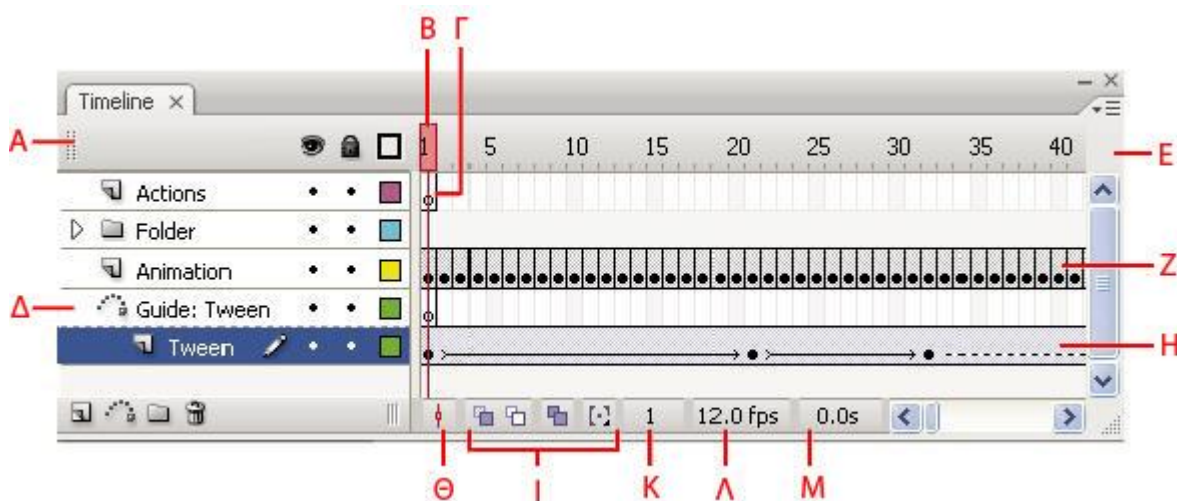 Β Γ
Timeline
Α 1 5 10 15 20 25 30 35 40 Ε
Actions
Folder
Animation Ζ
Δ Guide: Tween
Tween Η
1 12.0 fps 0.0s
Θ Ι Κ Λ Μ